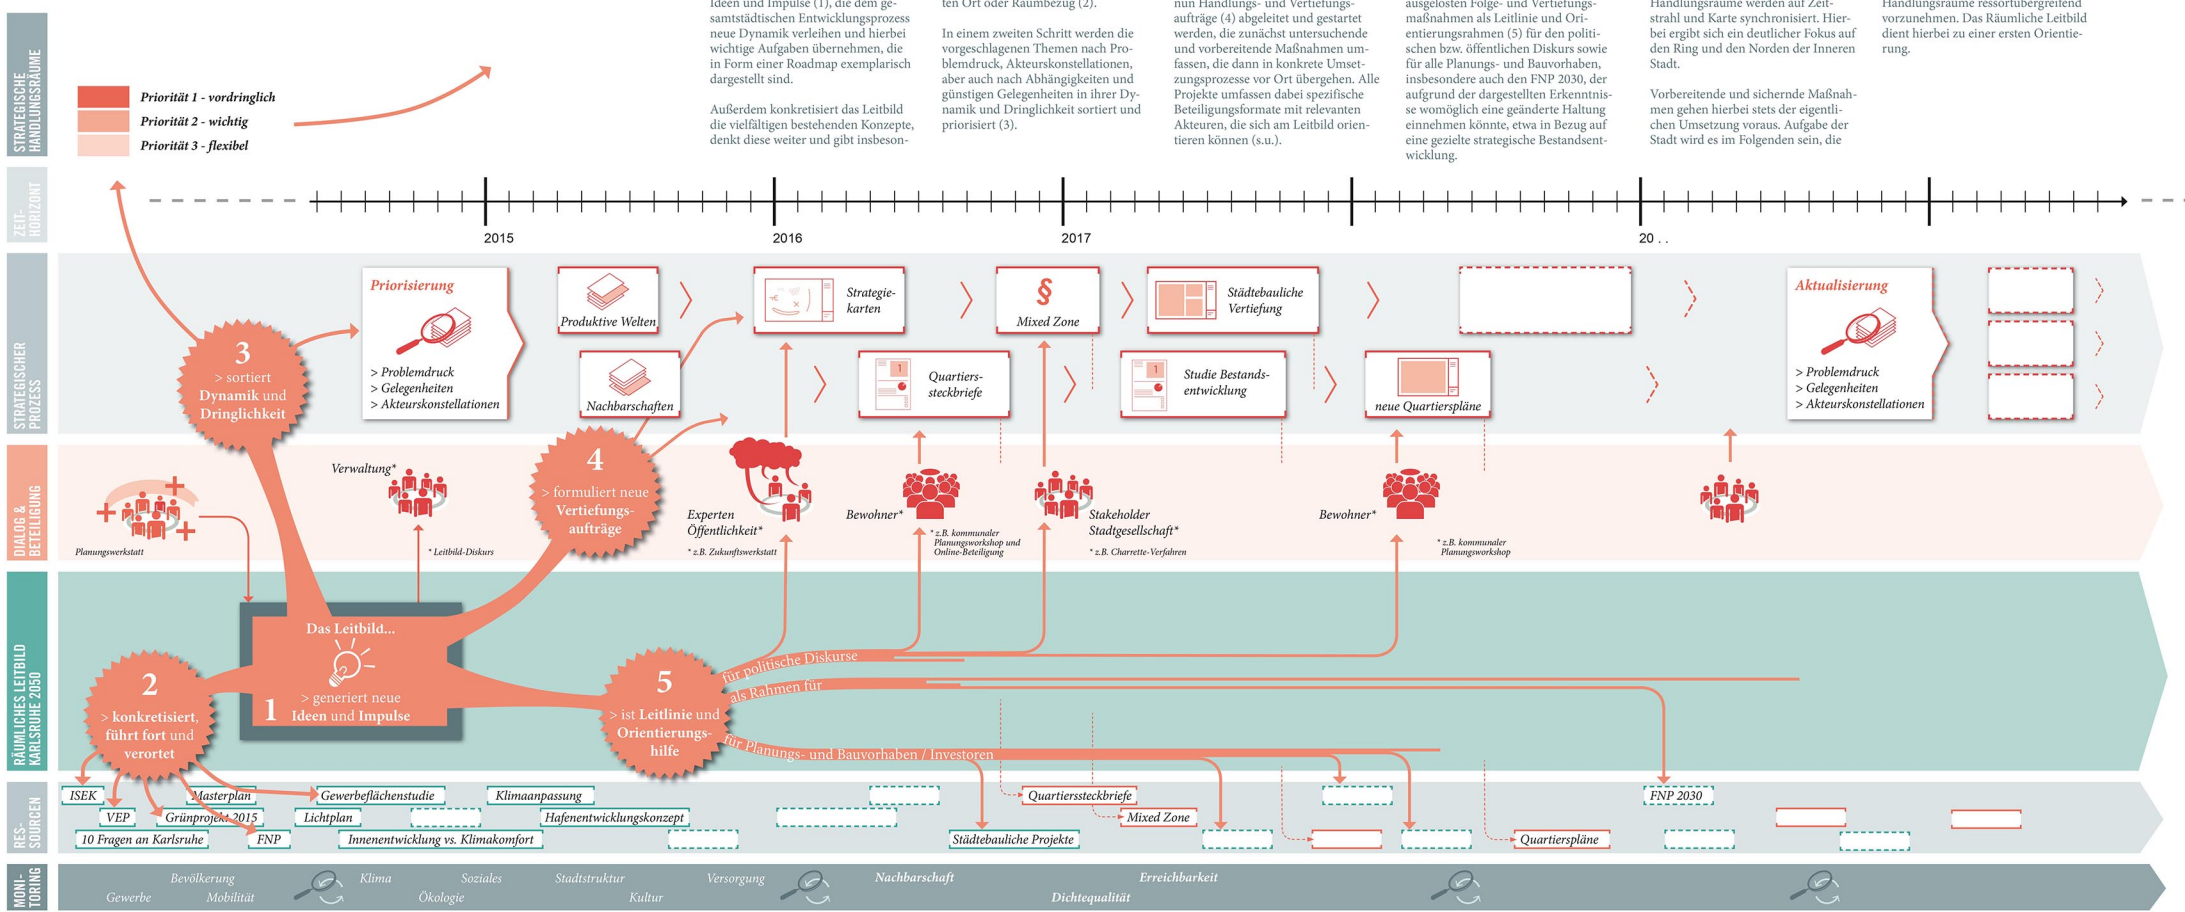 STRATEGISCHE
HANDLUNGSRÄUME
Priorität 1 - vordringlich
Priorität 2 - wichtig
Priorität 3 - flexibel
Ideen und Impulse (1), die dem ge-
samtstädtischen Entwicklungsprozess
neue Dynamik verleihen und hierbei
wichtige Aufgaben übernehmen, die
in Form einer Roadmap exemplarisch
dargestellt sind.
Außerdem konkretisiert das Leitbild
die vielfältigen bestehenden Konzepte,
denkt diese weiter und gibt insbeson-
ten Ort oder Raumbezug (2).
In einem zweiten Schritt werden die
vorgeschlagenen Themen nach Pro-
blemdruck, Akteurskonstellationen,
aber auch nach Abhängigkeiten und
günstigen Gelegenheiten in ihrer Dy-
namik und Dringlichkeit sortiert und
priorisiert (3).
nun Handlungs- und Vertiefungs-
aufträge (4) abgeleitet und gestartet
werden, die zunächst untersuchende
und vorbereitende Maßnahmen um-
fassen, die dann in konkrete Umset-
zungsprozesse vor Ort übergehen. Alle
Projekte umfassen dabei spezifische
Beteiligungsformate mit relevanten
Akteuren, die sich am Leitbild orien-
tieren können (s.u.).
ausgelösten Folge- und Vertiefungs-
maßnahmen als Leitlinie und Ori-
entierungsrahmen (5) für den politi-
schen bzw. öffentlichen Diskurs sowie
für alle Planungs- und Bauvorhaben,
insbesondere auch den FNP 2030, der
aufgrund der dargestellten Erkenntnis-
se womöglich eine geänderte Haltung
einnehmen könnte, etwa in Bezug auf
eine gezielte strategische Bestandsent-
wicklung.
Handlungsräume werden auf Zeit-
strahl und Karte synchronisiert. Hier-
bei ergibt sich ein deutlicher Fokus auf
den Ring und den Norden der Inneren
Stadt.
Vorbereitende und sichernde Maßnah-
men gehen hierbei stets der eigentli-
chen Umsetzung voraus. Aufgabe der
Stadt wird es im Folgenden sein, die
Handlungsräume ressortübergreifend
vorzunehmen. Das Räumliche Leitbild
dient hierbei zu einer ersten Orientie-
rung.
ZEIT-
HORIZONT
2015
2016
2017
20 . .
STRATEGISCHER
PROZESS
3
> sortiert
Dynamik und
Dringlichkeit
Priorisierung
> Problemdruck
> Gelegenheiten
> Akteurskonstellationen
Produktive Welten
Nachbarschaften
Strategie-
karten
Quartiers-
steckbriefe
1
§
Mixed Zone
Städtebauliche
Vertiefung
Studie Bestands-
entwicklung
1
neue Quartierspläne
Aktualisierung
> Problemdruck
> Gelegenheiten
> Akteurskonstellationen
DIALOG &
BETEILIGUNG
Planungswerkstatt
Verwaltung*
* Leitbild-Diskurs
4
> formuliert neue
Vertiefungs-
aufträge
Experten
Öffentlichkeit*
* z.B. Zukunftswerkstatt
Bewohner*
* z.B. kommunaler
Planungsworkshop und
Online-Beteiligung
Stakeholder
Stadtgesellschaft*
* z.B. Charrette-Verfahren
Bewohner*
* z.B. kommunaler
Planungsworkshop
RÄUMLICHES LEITBILD
KARLSRUHE 2050
Das Leitbild...
> generiert neue
1 Ideen und Impulse
2
> konkretisiert,
führt fort und
verortet
5
> ist Leitlinie und
Orientierungs-
hilfe
für politische Diskurse
als Rahmen für
für Planungs- und Bauvorhaben / Investoren
RES-
SOURCEN
ISEK
Masterplan
Gewerbeflächenstudie
Klimaanpassung
Quartierssteckbriefe
FNP 2030
VEP
Grünprojekt 2015
Lichtplan
Hafenentwicklungskonzept
Mixed Zone
10 Fragen an Karlsruhe
FNP
Innenentwicklung vs. Klimakomfort
Städtebauliche Projekte
Quartierspläne
MONI-
TORING
Bevölkerung
Klima
Soziales
Stadtstruktur
Versorgung
Nachbarschaft
Erreichbarkeit
Gewerbe
Mobilität
Ökologie
Kultur
Dichtequalität